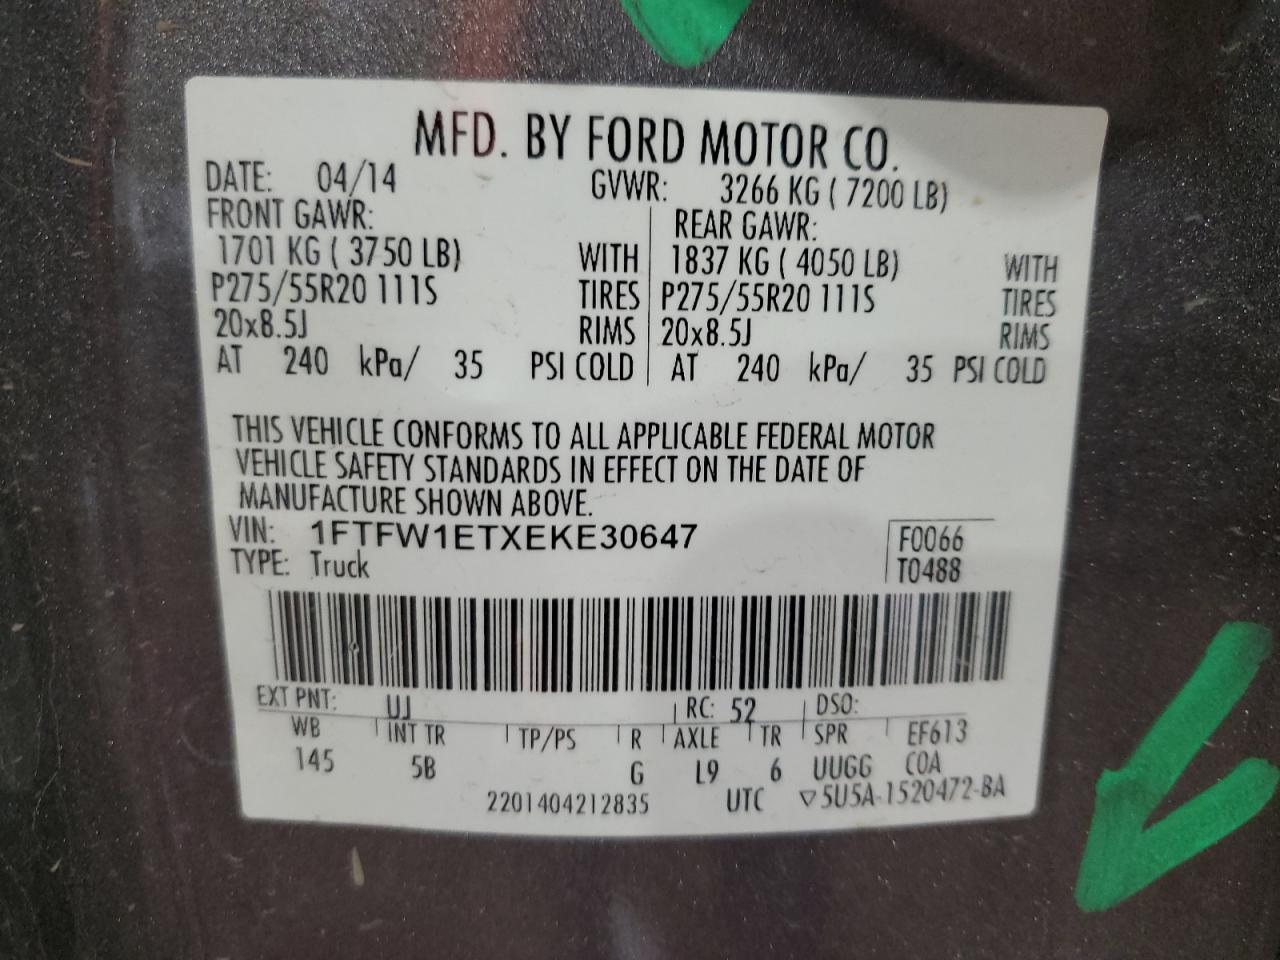 MFD. BY FORD MOTOR CO.
DATE: 04/14 GVWR: 3266 KG ( 7200 LB)
FRONT GAWR: REAR GAWR:
1701 KG ( 3750 LB) WITH 1837 KG ( 4050 LB) WITH
P275/55R20 111S TIRES P275/55R20 111S TIRES
20x8.5J RIMS 20x8.5J RIMS
AT 240 kPa/ 35 PSI COLD AT 240 kPa/ 35 PSI COLD
THIS VEHICLE CONFORMS TO ALL APPLICABLE FEDERAL MOTOR
VEHICLE SAFETY STANDARDS IN EFFECT ON THE DATE OF
MANUFACTURE SHOWN ABOVE.
VIN: 1FTFW1ETXEKE30647 F0066
TYPE: Truck T0488
EXT PNT: UJ RC: 52 DSO:
WB INT TR TP/PS R AXLE TR SPR EF613
145 5B G L9 6 UUGG COA
2201404212835 UTC ▽5U5A-1520472-BA